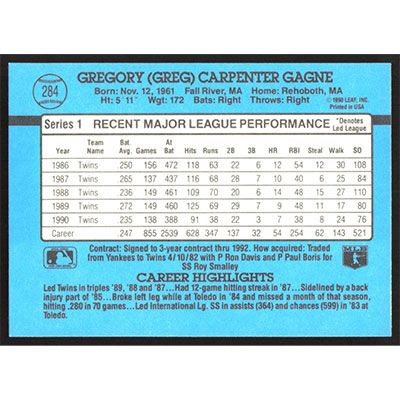 284
GREGORY (GREG) CARPENTER GAGNE
Born: Nov. 12, 1961 Fall River, MA Home: Rehoboth, MA
Ht: 5' 11" Wgt: 172 Bats: Right Throws: Right
© 1990 LEAF, INC.
Printed in USA
Series 1 RECENT MAJOR LEAGUE PERFORMANCE *Denotes Led League
Year Team Name Bat Avg. Games At Bat Hits Runs 2B 3B HR RBI Steal Walk SO
1986 Twins .250 156 472 118 63 22 6 12 54 12 30 108
1987 Twins .265 137 437 116 68 28 7 10 40 6 25 84
1988 Twins .236 149 461 109 70 20 6 14 48 15 27 110
1989 Twins .272 149 460 125 69 29 7 9 48 11 17 80
1990 Twins .235 138 388 91 38 22 3 7 38 8 24 76
Career .247 855 2539 628 347 137 32 54 254 62 143 521
Contract: Signed to 3-year contract thru 1992. How acquired: Traded
from Yankees to Twins 4/10/82 with P Ron Davis and P Paul Boris for
SS Roy Smalley
CAREER HIGHLIGHTS
Led Twins in triples '89, '86 and '87...Had 12-game hitting streak in '87...Sidelined by a back
injury part of '85...Broke left leg while at Toledo in '84 and missed a month of that season,
hitting .280 in 70 games...Led International Lg. SS in assists (364) and chances (599) in '83 at
Toledo.